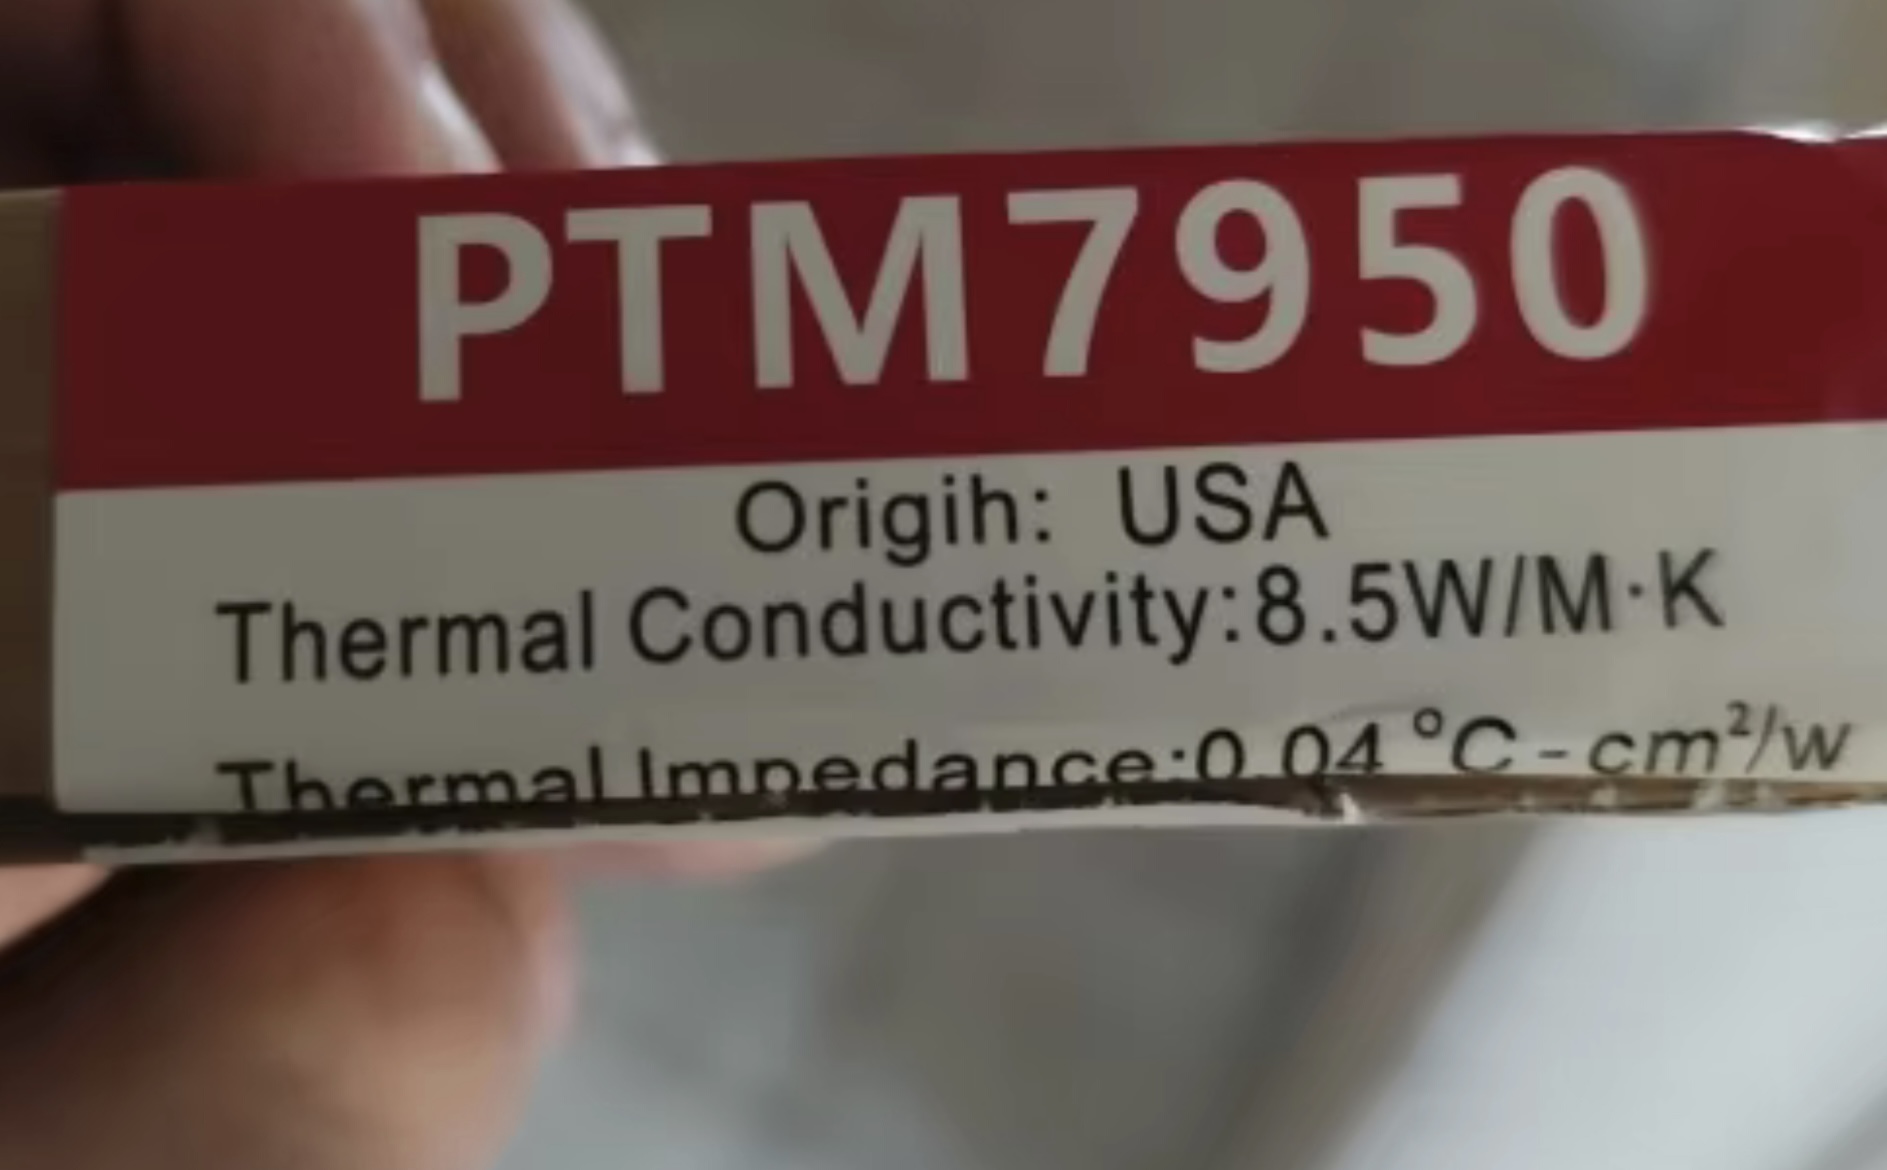 PTM7950
Origih: USA
Thermal Conductivity:8.5W/M·K
Thermal Impedance:0.04 °C-cm²/w